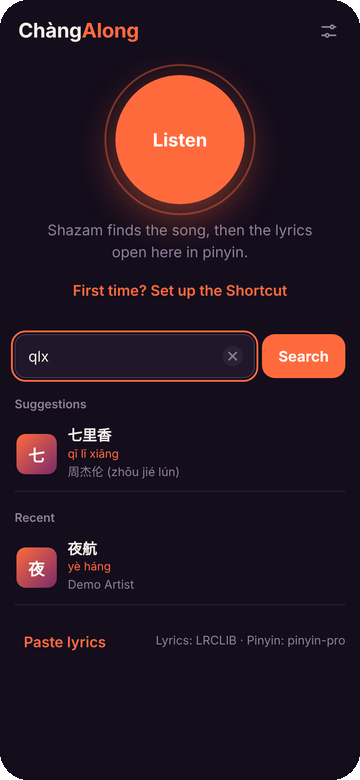 ChàngAlong
Listen
Shazam finds the song, then the lyrics
open here in pinyin.
First time? Set up the Shortcut
qlx
Search
Suggestions
七
七里香
qī lǐ xiāng
周杰伦 (zhōu jié lún)
Recent
夜
夜航
yè háng
Demo Artist
Paste lyrics
Lyrics: LRCLIB · Pinyin: pinyin-pro